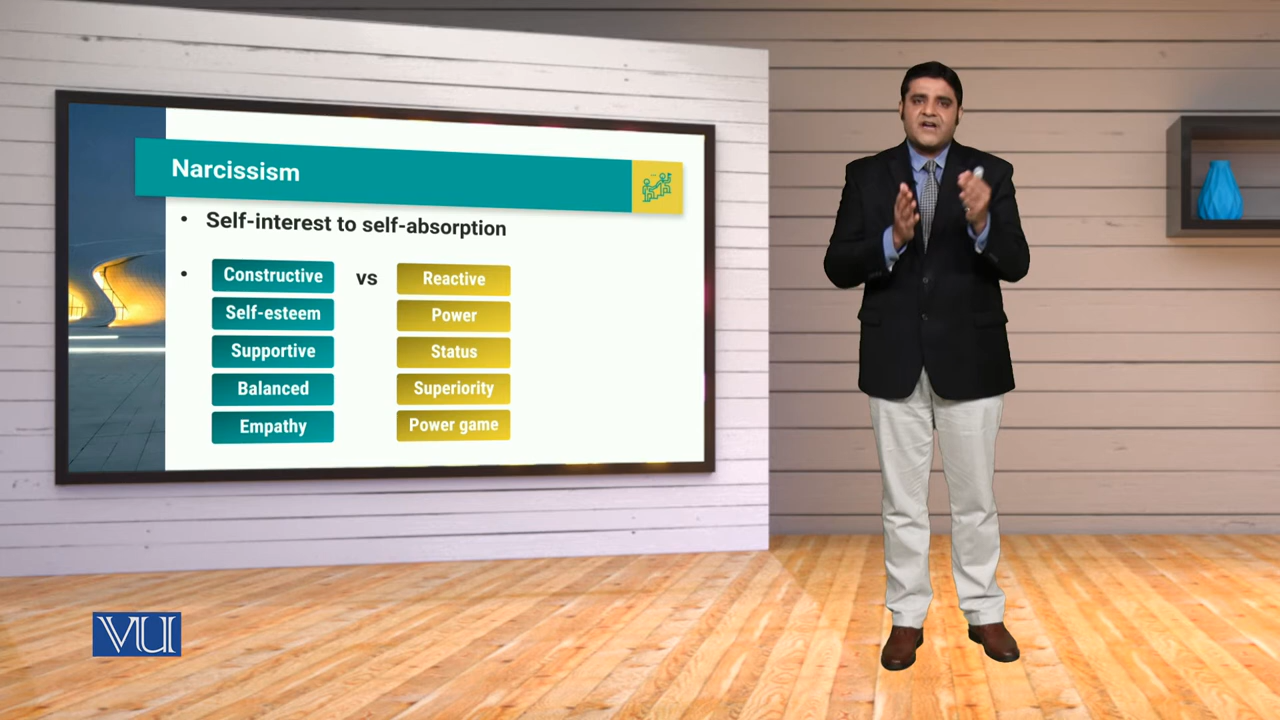 Narcissism
• Self-interest to self-absorption
• Constructive vs Reactive
Self-esteem Power
Supportive Status
Balanced Superiority
Empathy Power game
VU